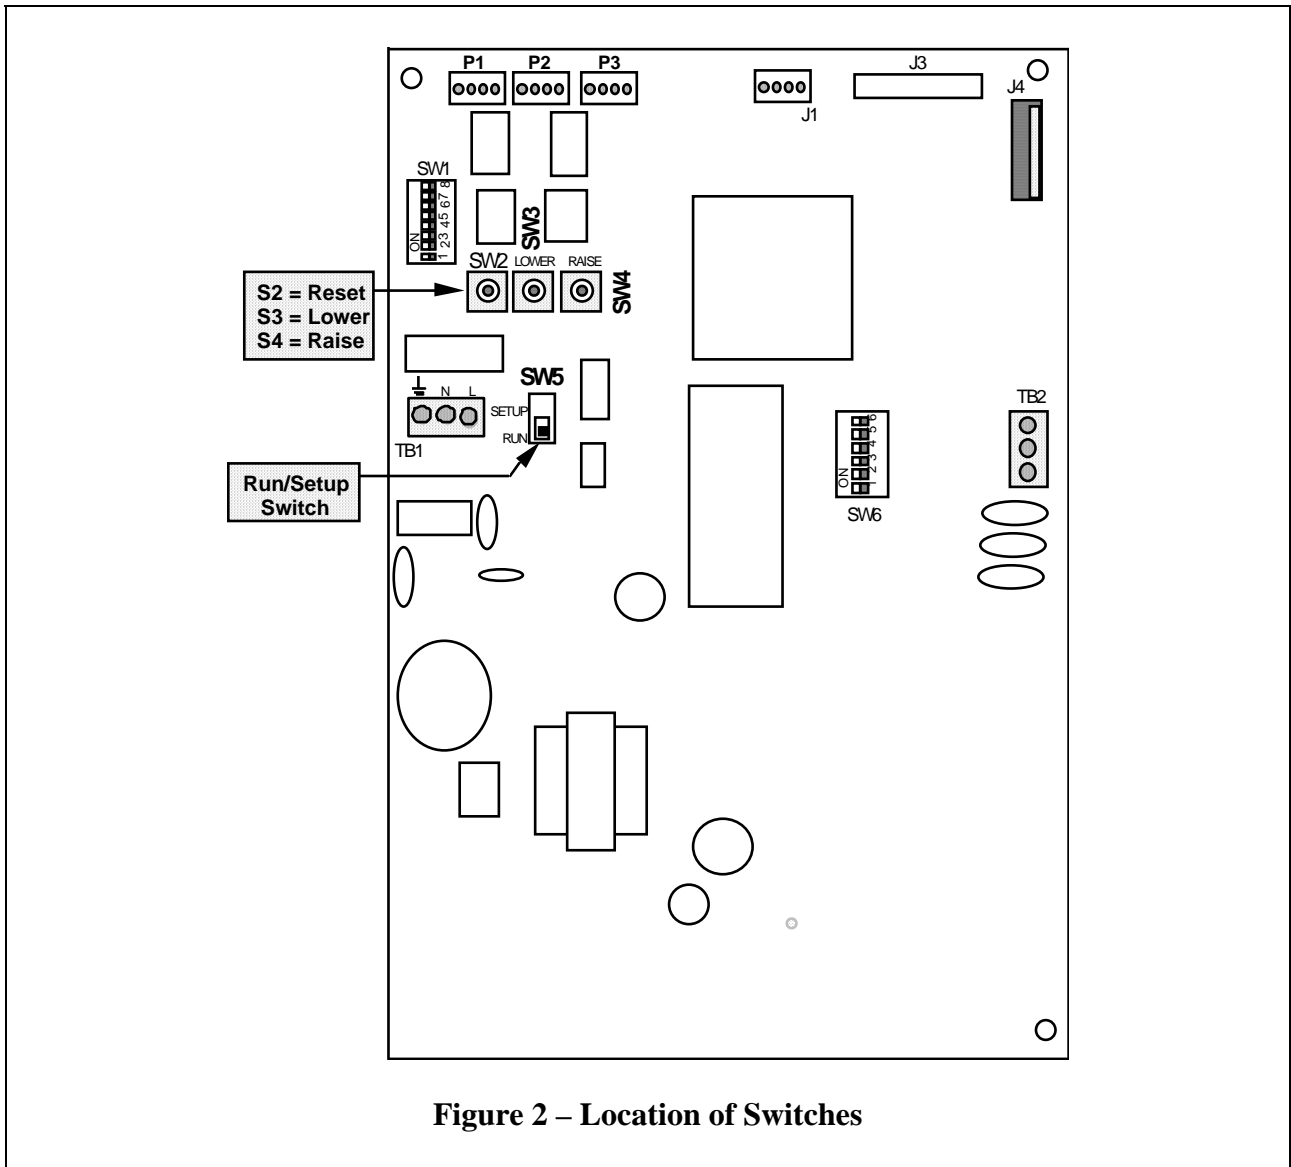 P1 P2 P3
J3
J4
J1
SW1
ON
1 2 3 4 5 6 7 8
SW3
SW2 LOWER RAISE
SW4
S2 = Reset
S3 = Lower
S4 = Raise
SW5
N L
SETUP
RUN
TB1
TB2
ON
1 2 3 4 5 6
SW6
Run/Setup
Switch
Figure 2 – Location of Switches